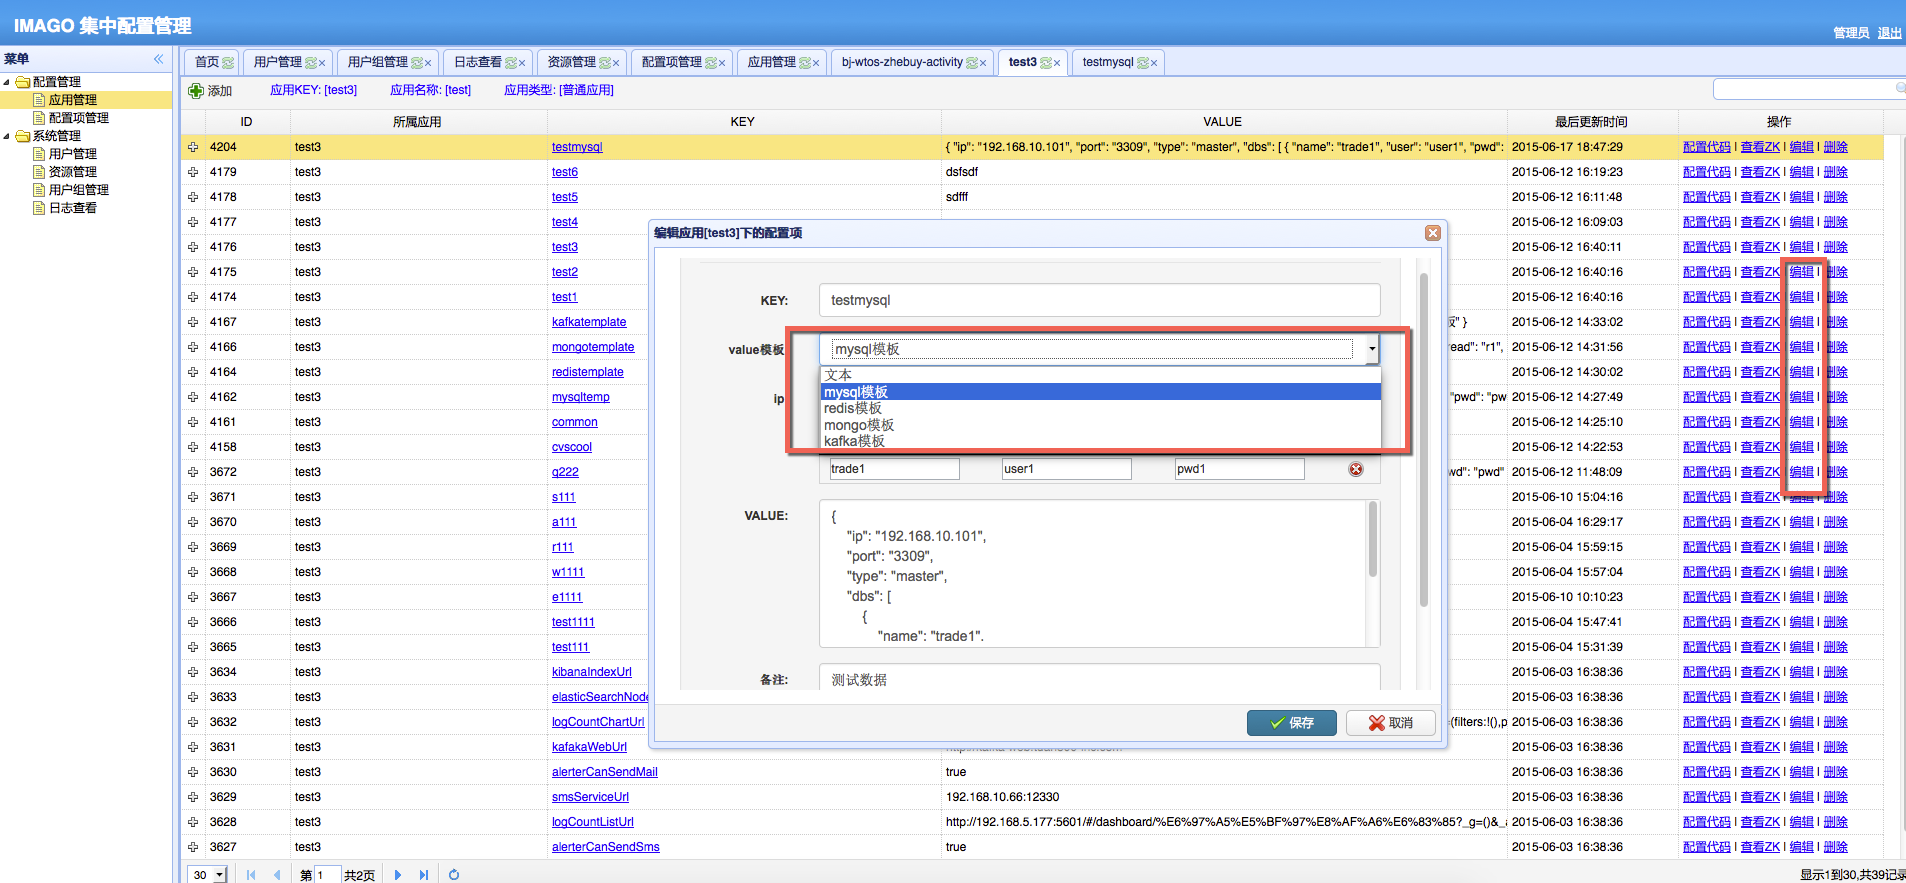 IMAGO 集中配置管理
管理员 退出
菜单
配置管理
应用管理
配置项管理
系统管理
用户管理
资源管理
用户组管理
日志查看
首页 用户管理 用户组管理 日志查看 资源管理 配置项管理 应用管理 bj-wtos-zhebuy-activity test3 testmysql
添加 应用KEY: [test3] 应用名称: [test] 应用类型: [普通应用]
ID 所属应用 KEY VALUE 最后更新时间 操作
4204 test3 testmysql { "ip": "192.168.10.101", "port": "3309", "type": "master", "dbs": [ { "name": "trade1", "user": "user1", "pwd": 2015-06-17 18:47:29 配置代码 | 查看ZK | 编辑 | 删除
4179 test3 test6 dsfsdf 2015-06-12 16:19:23 配置代码 | 查看ZK | 编辑 | 删除
4178 test3 test5 sdfff 2015-06-12 16:11:48 配置代码 | 查看ZK | 编辑 | 删除
4177 test3 test4 2015-06-12 16:09:03 配置代码 | 查看ZK | 编辑 | 删除
4176 test3 test3 2015-06-12 16:40:11 配置代码 | 查看ZK | 编辑 | 删除
4175 test3 test2 2015-06-12 16:40:16 配置代码 | 查看ZK | 编辑 | 删除
4174 test3 test1 2015-06-12 16:40:16 配置代码 | 查看ZK | 编辑 | 删除
4167 test3 kafkatemplate " } 2015-06-12 14:33:02 配置代码 | 查看ZK | 编辑 | 删除
4166 test3 mongotemplate ead": "r1", 2015-06-12 14:31:56 配置代码 | 查看ZK | 编辑 | 删除
4164 test3 redistemplate 2015-06-12 14:30:02 配置代码 | 查看ZK | 编辑 | 删除
4162 test3 mysqltemp "pwd": "pw 2015-06-12 14:27:49 配置代码 | 查看ZK | 编辑 | 删除
4161 test3 common 2015-06-12 14:25:10 配置代码 | 查看ZK | 编辑 | 删除
4158 test3 cvscool 2015-06-12 14:22:53 配置代码 | 查看ZK | 编辑 | 删除
3672 test3 q222 wd": "pwd" 2015-06-12 11:48:09 配置代码 | 查看ZK | 编辑 | 删除
3671 test3 s111 2015-06-10 15:04:16 配置代码 | 查看ZK | 编辑 | 删除
3670 test3 a111 2015-06-04 16:29:17 配置代码 | 查看ZK | 编辑 | 删除
3669 test3 r111 2015-06-04 15:59:15 配置代码 | 查看ZK | 编辑 | 删除
3668 test3 w1111 2015-06-04 15:57:04 配置代码 | 查看ZK | 编辑 | 删除
3667 test3 e1111 2015-06-10 10:10:23 配置代码 | 查看ZK | 编辑 | 删除
3666 test3 test1111 2015-06-04 15:47:41 配置代码 | 查看ZK | 编辑 | 删除
3665 test3 test111 2015-06-04 15:31:39 配置代码 | 查看ZK | 编辑 | 删除
3634 test3 kibanaIndexUrl 2015-06-03 16:38:36 配置代码 | 查看ZK | 编辑 | 删除
3633 test3 elasticSearchNode 2015-06-03 16:38:36 配置代码 | 查看ZK | 编辑 | 删除
3632 test3 logCountChartUrl =(filters:!(),p 2015-06-03 16:38:36 配置代码 | 查看ZK | 编辑 | 删除
3631 test3 kafakaWebUrl 2015-06-03 16:38:36 配置代码 | 查看ZK | 编辑 | 删除
3630 test3 alerterCanSendMail true 2015-06-03 16:38:36 配置代码 | 查看ZK | 编辑 | 删除
3629 test3 smsServiceUrl 192.168.10.66:12330 2015-06-03 16:38:36 配置代码 | 查看ZK | 编辑 | 删除
3628 test3 logCountListUrl http://192.168.5.177:5601/#/dashboard/%E6%97%A5%E5%BF%97%E8%AF%A6%E6%83%85?_g=()&_ 2015-06-03 16:38:36 配置代码 | 查看ZK | 编辑 | 删除
3627 test3 alerterCanSendSms true 2015-06-03 16:38:36 配置代码 | 查看ZK | 编辑 | 删除
30 第 1 共2页 显示1到30,共39记录
编辑应用[test3]下的配置项
KEY: testmysql
value模板 mysql模板
文本
mysql模板
redis模板
mongo模板
kafka模板
ip
trade1 user1 pwd1
VALUE: {
"ip": "192.168.10.101",
"port": "3309",
"type": "master",
"dbs": [
{
"name": "trade1".
备注: 测试数据
保存 取消